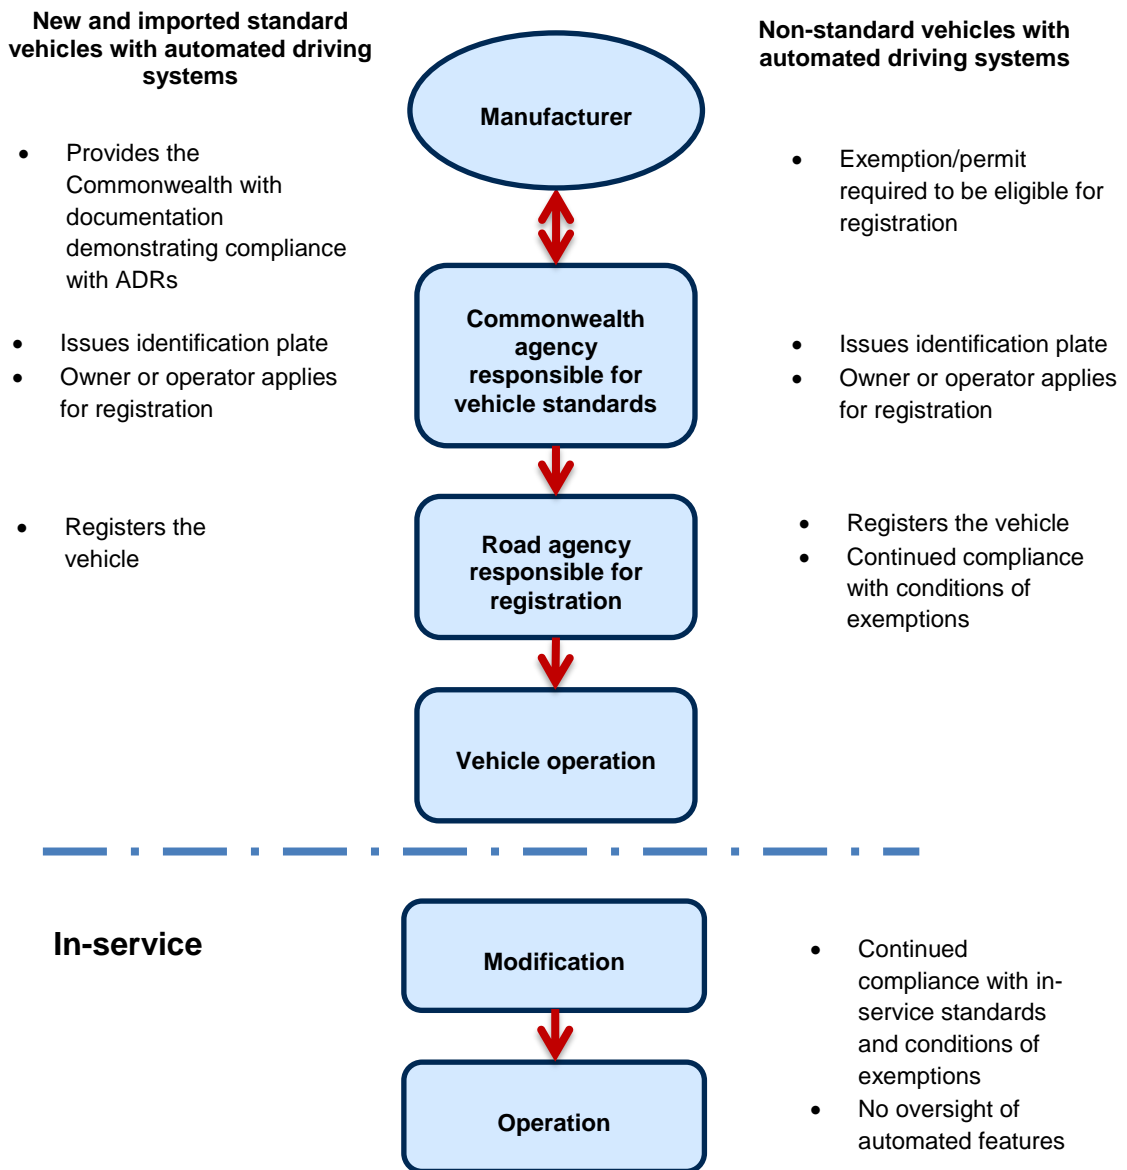 New and imported standard
vehicles with automated driving
systems
Non-standard vehicles with
automated driving systems
Manufacturer
• Provides the
Commonwealth with
documentation
demonstrating compliance
with ADRs
• Exemption/permit
required to be eligible for
registration
Commonwealth
agency
responsible for
vehicle standards
• Issues identification plate
• Owner or operator applies
for registration
• Issues identification plate
• Owner or operator applies
for registration
• Registers the
vehicle
Road agency
responsible for
registration
• Registers the vehicle
• Continued compliance
with conditions of
exemptions
Vehicle operation
In-service
Modification
• Continued
compliance with in-
service standards
and conditions of
exemptions
• No oversight of
automated features
Operation